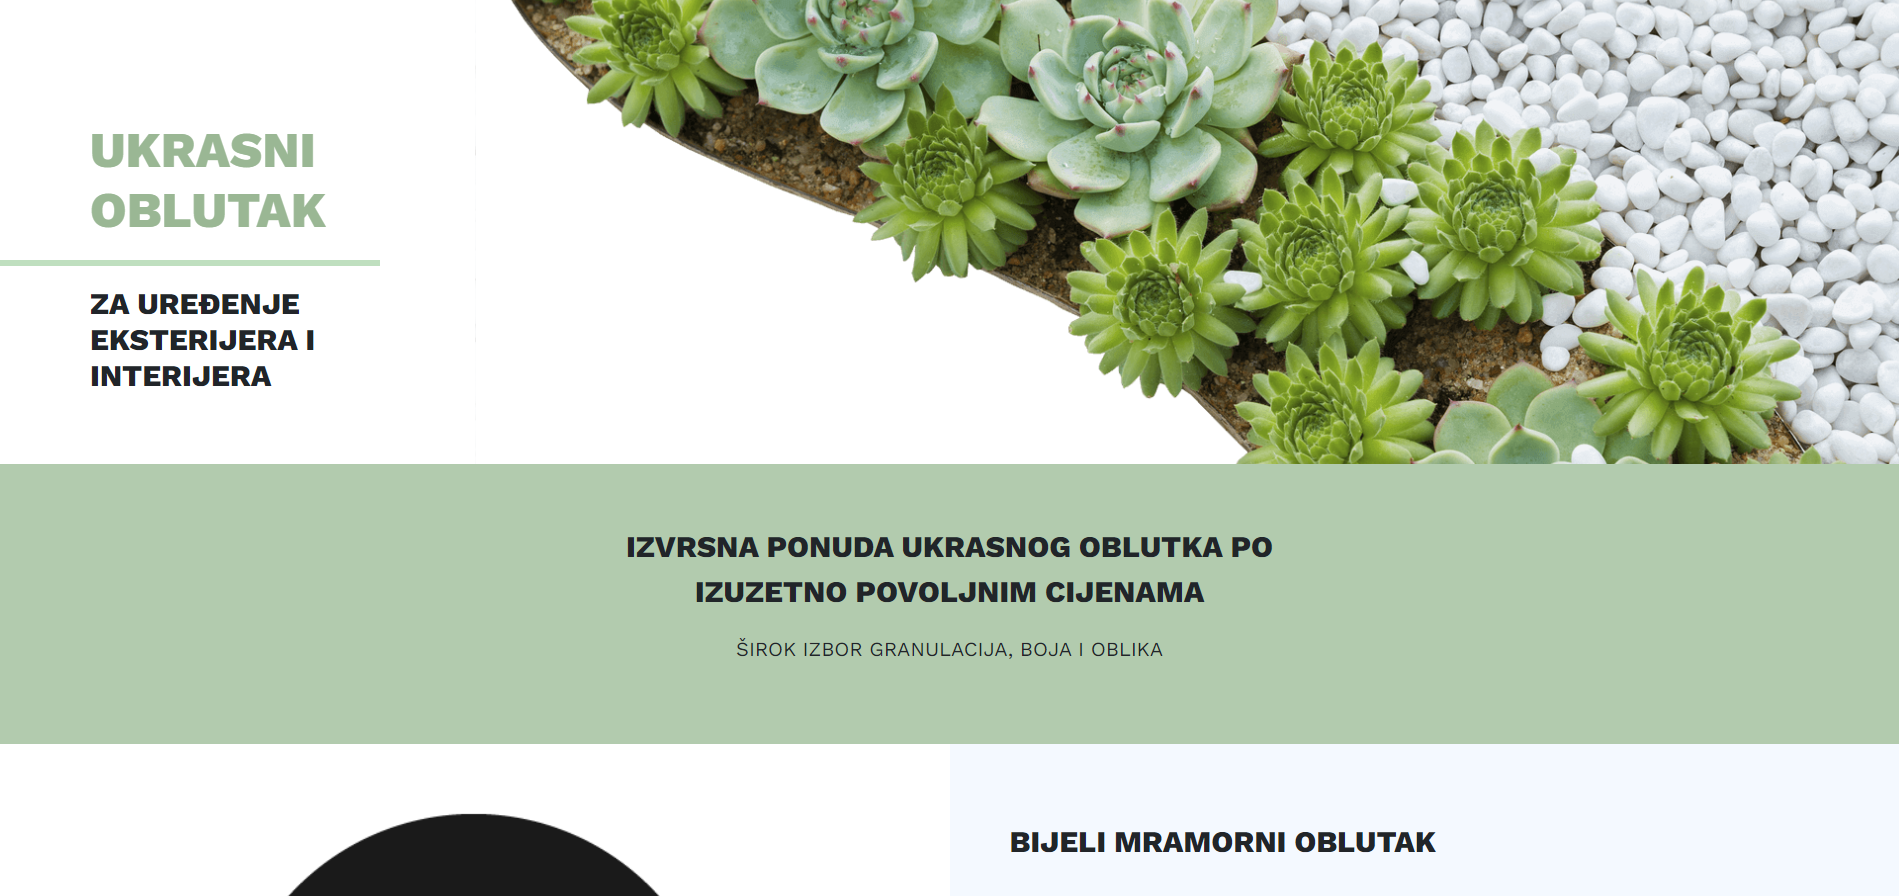 UKRASNI
OBLUTAK
ZA UREĐENJE
EKSTERIJERA I
INTERIJERA
IZVRSNA PONUDA UKRASNOG OBLUTKA PO
IZUZETNO POVOLJNIM CIJENAMA
ŠIROK IZBOR GRANULACIJA, BOJA I OBLIKA
BIJELI MRAMORNI OBLUTAK